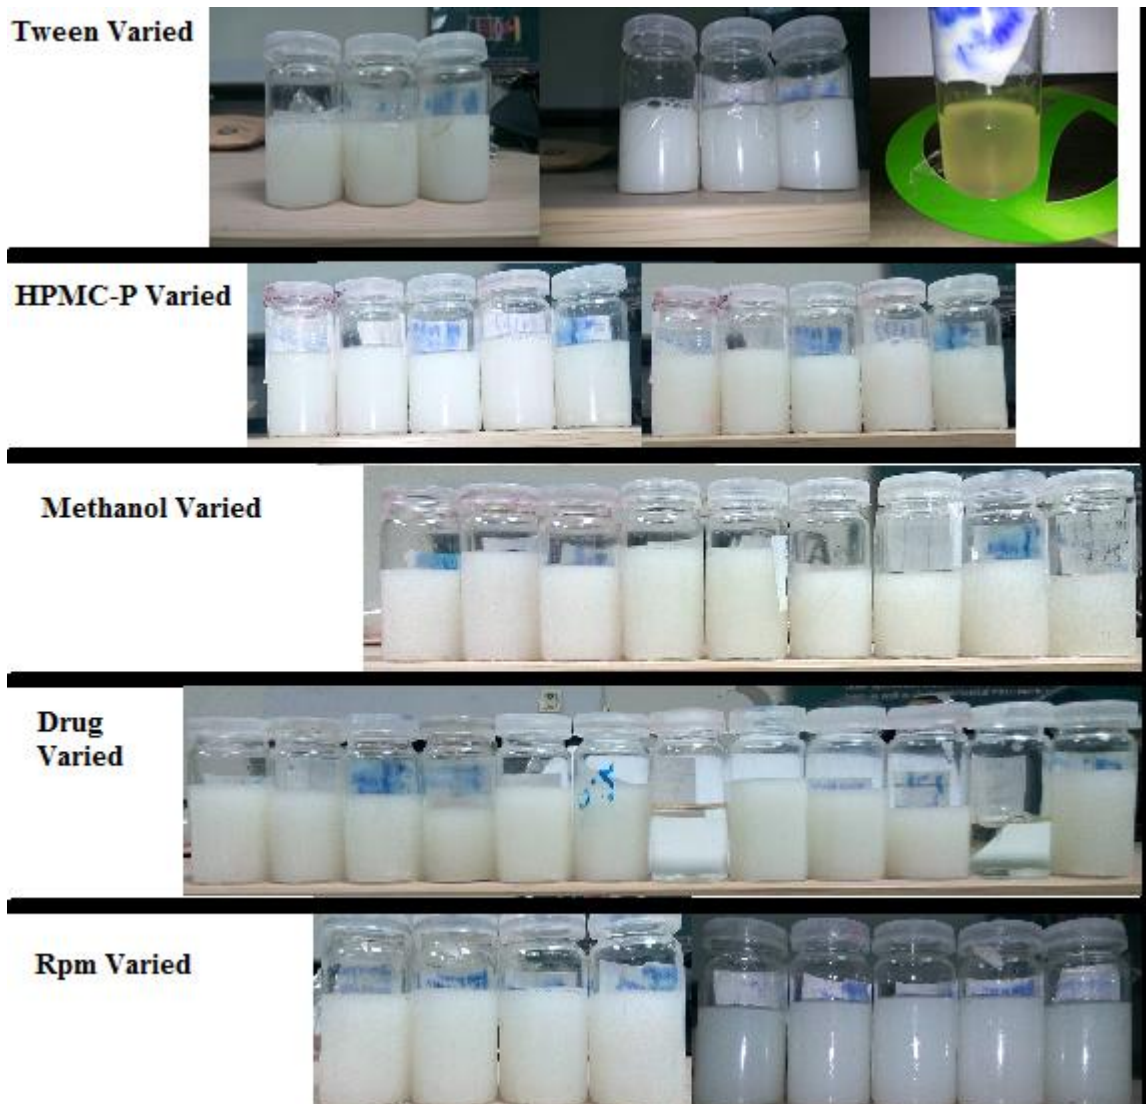 Tween Varied
HPMC-P Varied
Methanol Varied
Drug
Varied
Rpm Varied